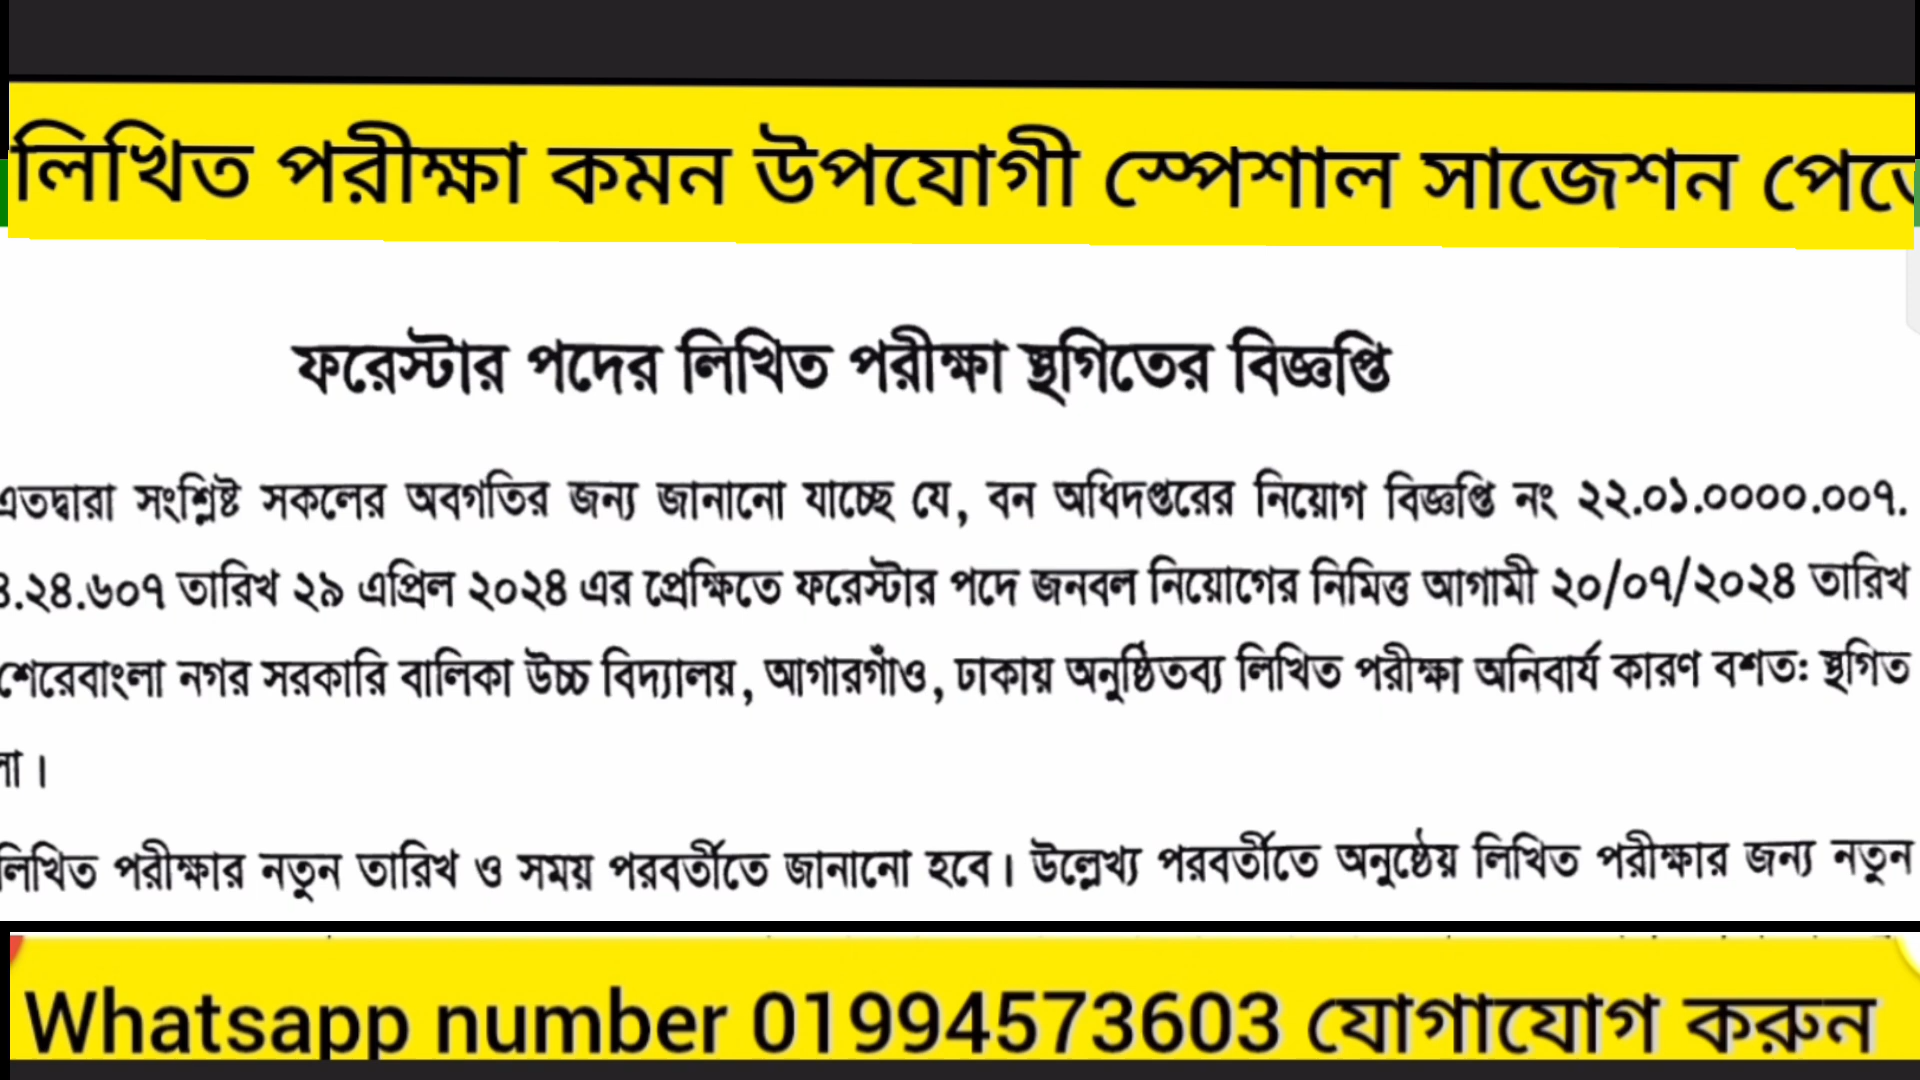 লিখিত পরীক্ষা কমন উপযোগী স্পেশাল সাজেশন পেতে
ফরেস্টার পদের লিখিত পরীক্ষা স্থগিতের বিজ্ঞপ্তি
এতদ্বারা সংশ্লিষ্ট সকলের অবগতির জন্য জানানো যাচ্ছে যে, বন অধিদপ্তরের নিয়োগ বিজ্ঞপ্তি নং ২২.০১.০০০০.০০৭.
৪.২৪.৬০৭ তারিখ ২৯ এপ্রিল ২০২৪ এর প্রেক্ষিতে ফরেস্টার পদে জনবল নিয়োগের নিমিত্ত আগামী ২০/০৭/২০২৪ তারিখ
শেরেবাংলা নগর সরকারি বালিকা উচ্চ বিদ্যালয়, আগারগাঁও, ঢাকায় অনুষ্ঠিতব্য লিখিত পরীক্ষা অনিবার্য কারণ বশতঃ স্থগিত
লা।
লিখিত পরীক্ষার নতুন তারিখ ও সময় পরবর্তীতে জানানো হবে। উল্লেখ্য পরবর্তীতে অনুষ্ঠেয় লিখিত পরীক্ষার জন্য নতুন
Whatsapp number 01994573603 যোগাযোগ করুন